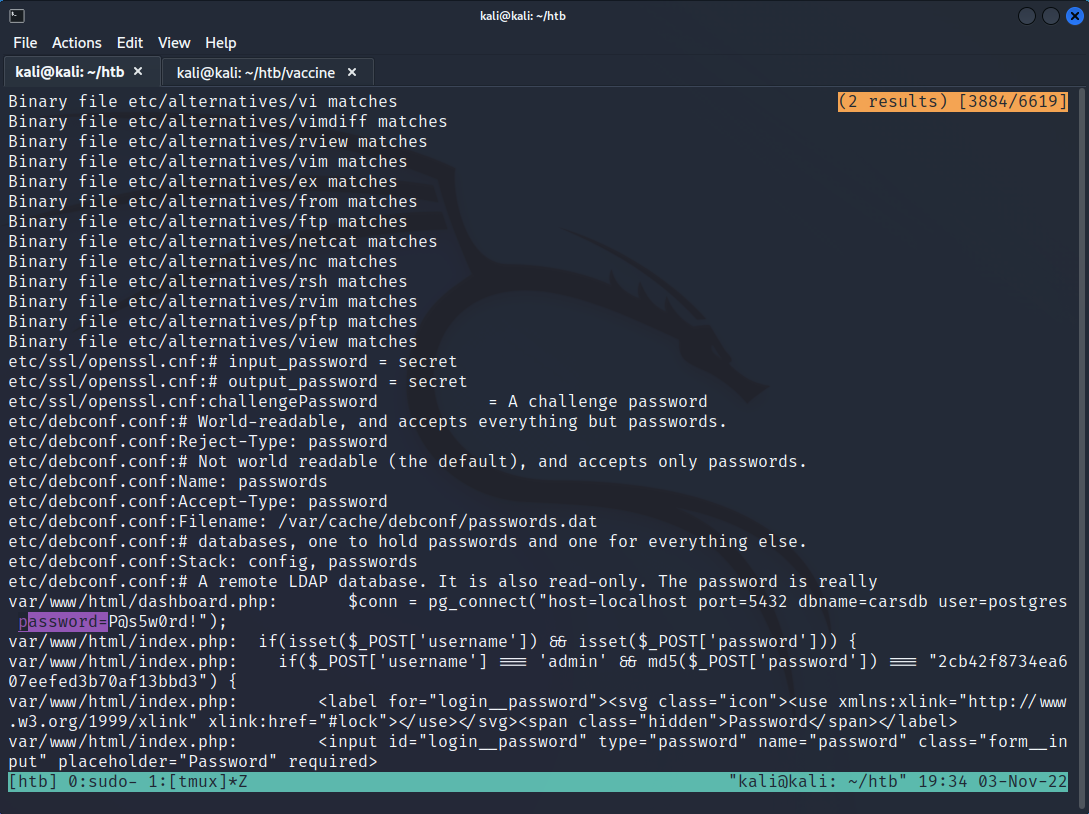 kali@kali: ~/htb
File Actions Edit View Help
kali@kali: ~/htb × kali@kali: ~/htb/vaccine ×
Binary file etc/alternatives/vi matches (2 results) [3884/6619]
Binary file etc/alternatives/vimdiff matches
Binary file etc/alternatives/rview matches
Binary file etc/alternatives/vim matches
Binary file etc/alternatives/ex matches
Binary file etc/alternatives/from matches
Binary file etc/alternatives/ftp matches
Binary file etc/alternatives/netcat matches
Binary file etc/alternatives/nc matches
Binary file etc/alternatives/rsh matches
Binary file etc/alternatives/rvim matches
Binary file etc/alternatives/pftp matches
Binary file etc/alternatives/view matches
etc/ssl/openssl.cnf:# input_password = secret
etc/ssl/openssl.cnf:# output_password = secret
etc/ssl/openssl.cnf:challengePassword           = A challenge password
etc/debconf.conf:# World-readable, and accepts everything but passwords.
etc/debconf.conf:Reject-Type: password
etc/debconf.conf:# Not world readable (the default), and accepts only passwords.
etc/debconf.conf:Name: passwords
etc/debconf.conf:Accept-Type: password
etc/debconf.conf:Filename: /var/cache/debconf/passwords.dat
etc/debconf.conf:# databases, one to hold passwords and one for everything else.
etc/debconf.conf:Stack: config, passwords
etc/debconf.conf:# A remote LDAP database. It is also read-only. The password is really
var/www/html/dashboard.php:       $conn = pg_connect("host=localhost port=5432 dbname=carsdb user=postgres
 password=P@s5w0rd!");
var/www/html/index.php:  if(isset($_POST['username']) && isset($_POST['password'])) {
var/www/html/index.php:    if($_POST['username'] === 'admin' && md5($_POST['password']) === "2cb42f8734ea6
07eefed3b70af13bbd3") {
var/www/html/index.php:        <label for="login__password"><svg class="icon"><use xmlns:xlink="http://www
.w3.org/1999/xlink" xlink:href="#lock"></use></svg><span class="hidden">Password</span></label>
var/www/html/index.php:        <input id="login__password" type="password" name="password" class="form__in
put" placeholder="Password" required>
[htb] 0:sudo- 1:[tmux]*Z "kali@kali: ~/htb" 19:34 03-Nov-22